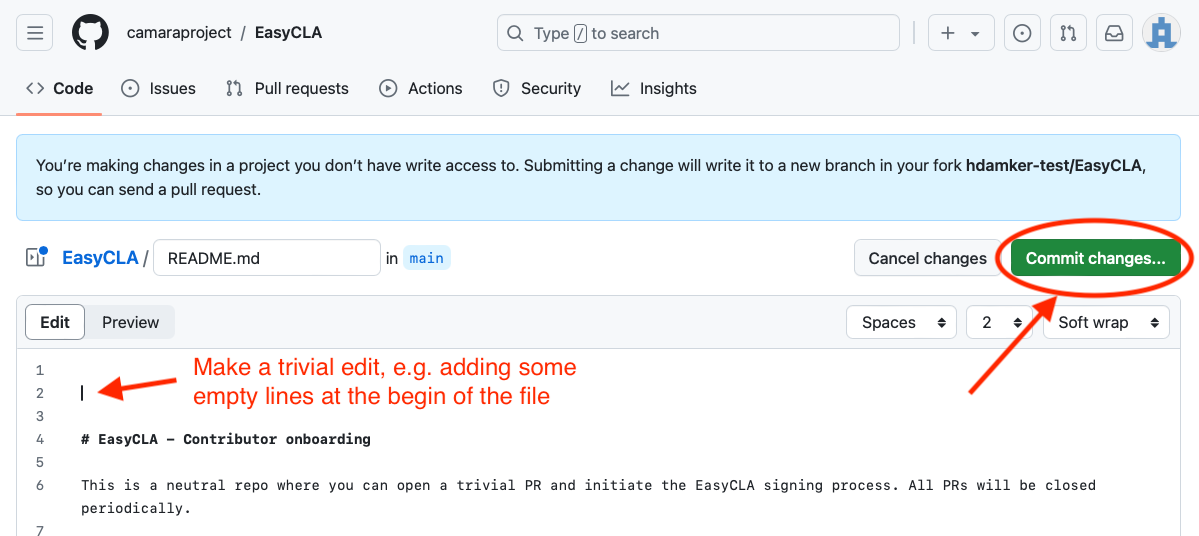 camaraproject / EasyCLA
Type / to search
Code Issues Pull requests Actions Security Insights
You’re making changes in a project you don’t have write access to. Submitting a change will write it to a new branch in your fork hdamker-test/EasyCLA,
so you can send a pull request.
EasyCLA / README.md in main Cancel changes Commit changes...
Edit Preview Spaces 2 Soft wrap
1
Make a trivial edit, e.g. adding some
2
empty lines at the begin of the file
3
4 # EasyCLA – Contributor onboarding
5
6 This is a neutral repo where you can open a trivial PR and initiate the EasyCLA signing process. All PRs will be closed
periodically.
7